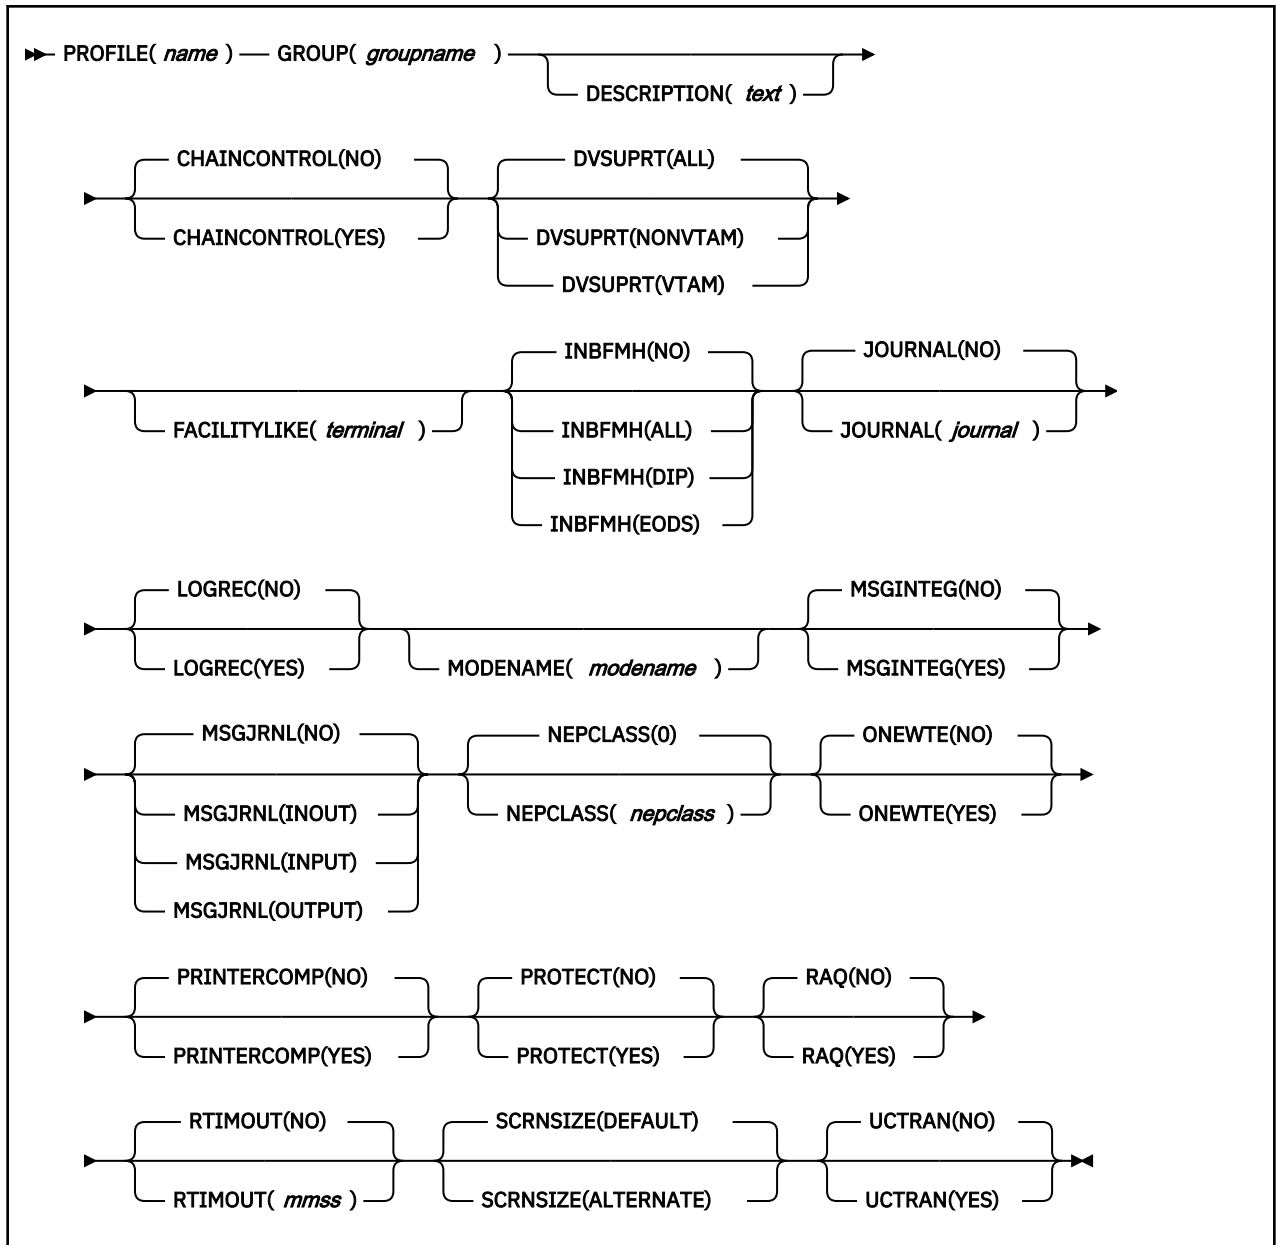 PROFILE( name ) GROUP( groupname )
DESCRIPTION( text )
CHAINCONTROL(NO) DVSUPRT(ALL)
CHAINCONTROL(YES) DVSUPRT(NONVTAM)
DVSUPRT(VTAM)
INBFMH(NO) JOURNAL(NO)
FACILITYLIKE( terminal ) INBFMH(ALL) JOURNAL( journal )
INBFMH(DIP)
INBFMH(EODS)
LOGREC(NO) MSGINTEG(NO)
LOGREC(YES) MODENAME( modename ) MSGINTEG(YES)
MSGJRNL(NO) NEPCLASS(0) ONEWTE(NO)
MSGJRNL(INOUT) NEPCLASS( nepclass ) ONEWTE(YES)
MSGJRNL(INPUT)
MSGJRNL(OUTPUT)
PRINTERCOMP(NO) PROTECT(NO) RAQ(NO)
PRINTERCOMP(YES) PROTECT(YES) RAQ(YES)
RTIMOUT(NO) SCRNSIZE(DEFAULT) UCTRAN(NO)
RTIMOUT( mmss ) SCRNSIZE(ALTERNATE) UCTRAN(YES)